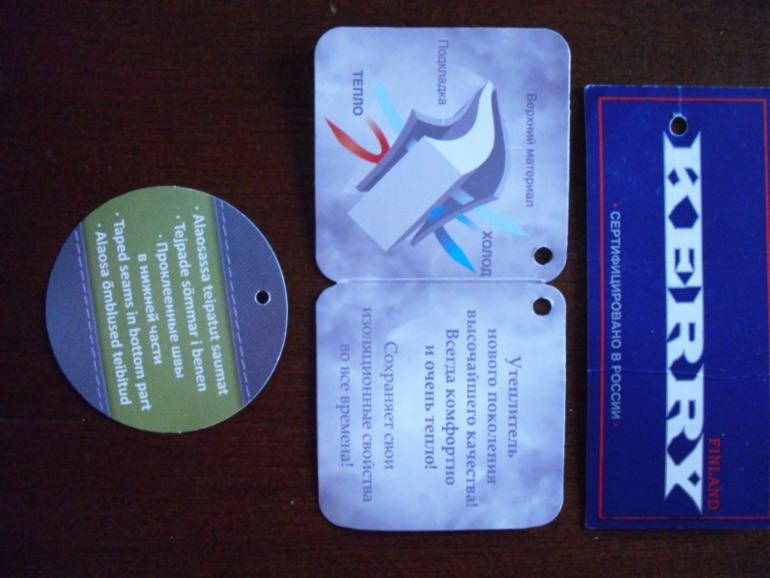 KERRY
FINLAND
· СЕРТИФИЦИРОВАНО В РОССИИ ·
Верхний материал
Подкладка
ТЕПЛО
ХОЛОД
Утеплитель
нового поколения
высочайшего качества!
Всегда комфортно
и очень тепло!
Сохраняет свои
изоляционные свойства
во все времена!
Alaosassa teipatut saumat
· Tejpade sömmar i benen
· Проклеенные швы
в нижней части
· Taped seams in bottom part
· Alaosa õmblused teibitud